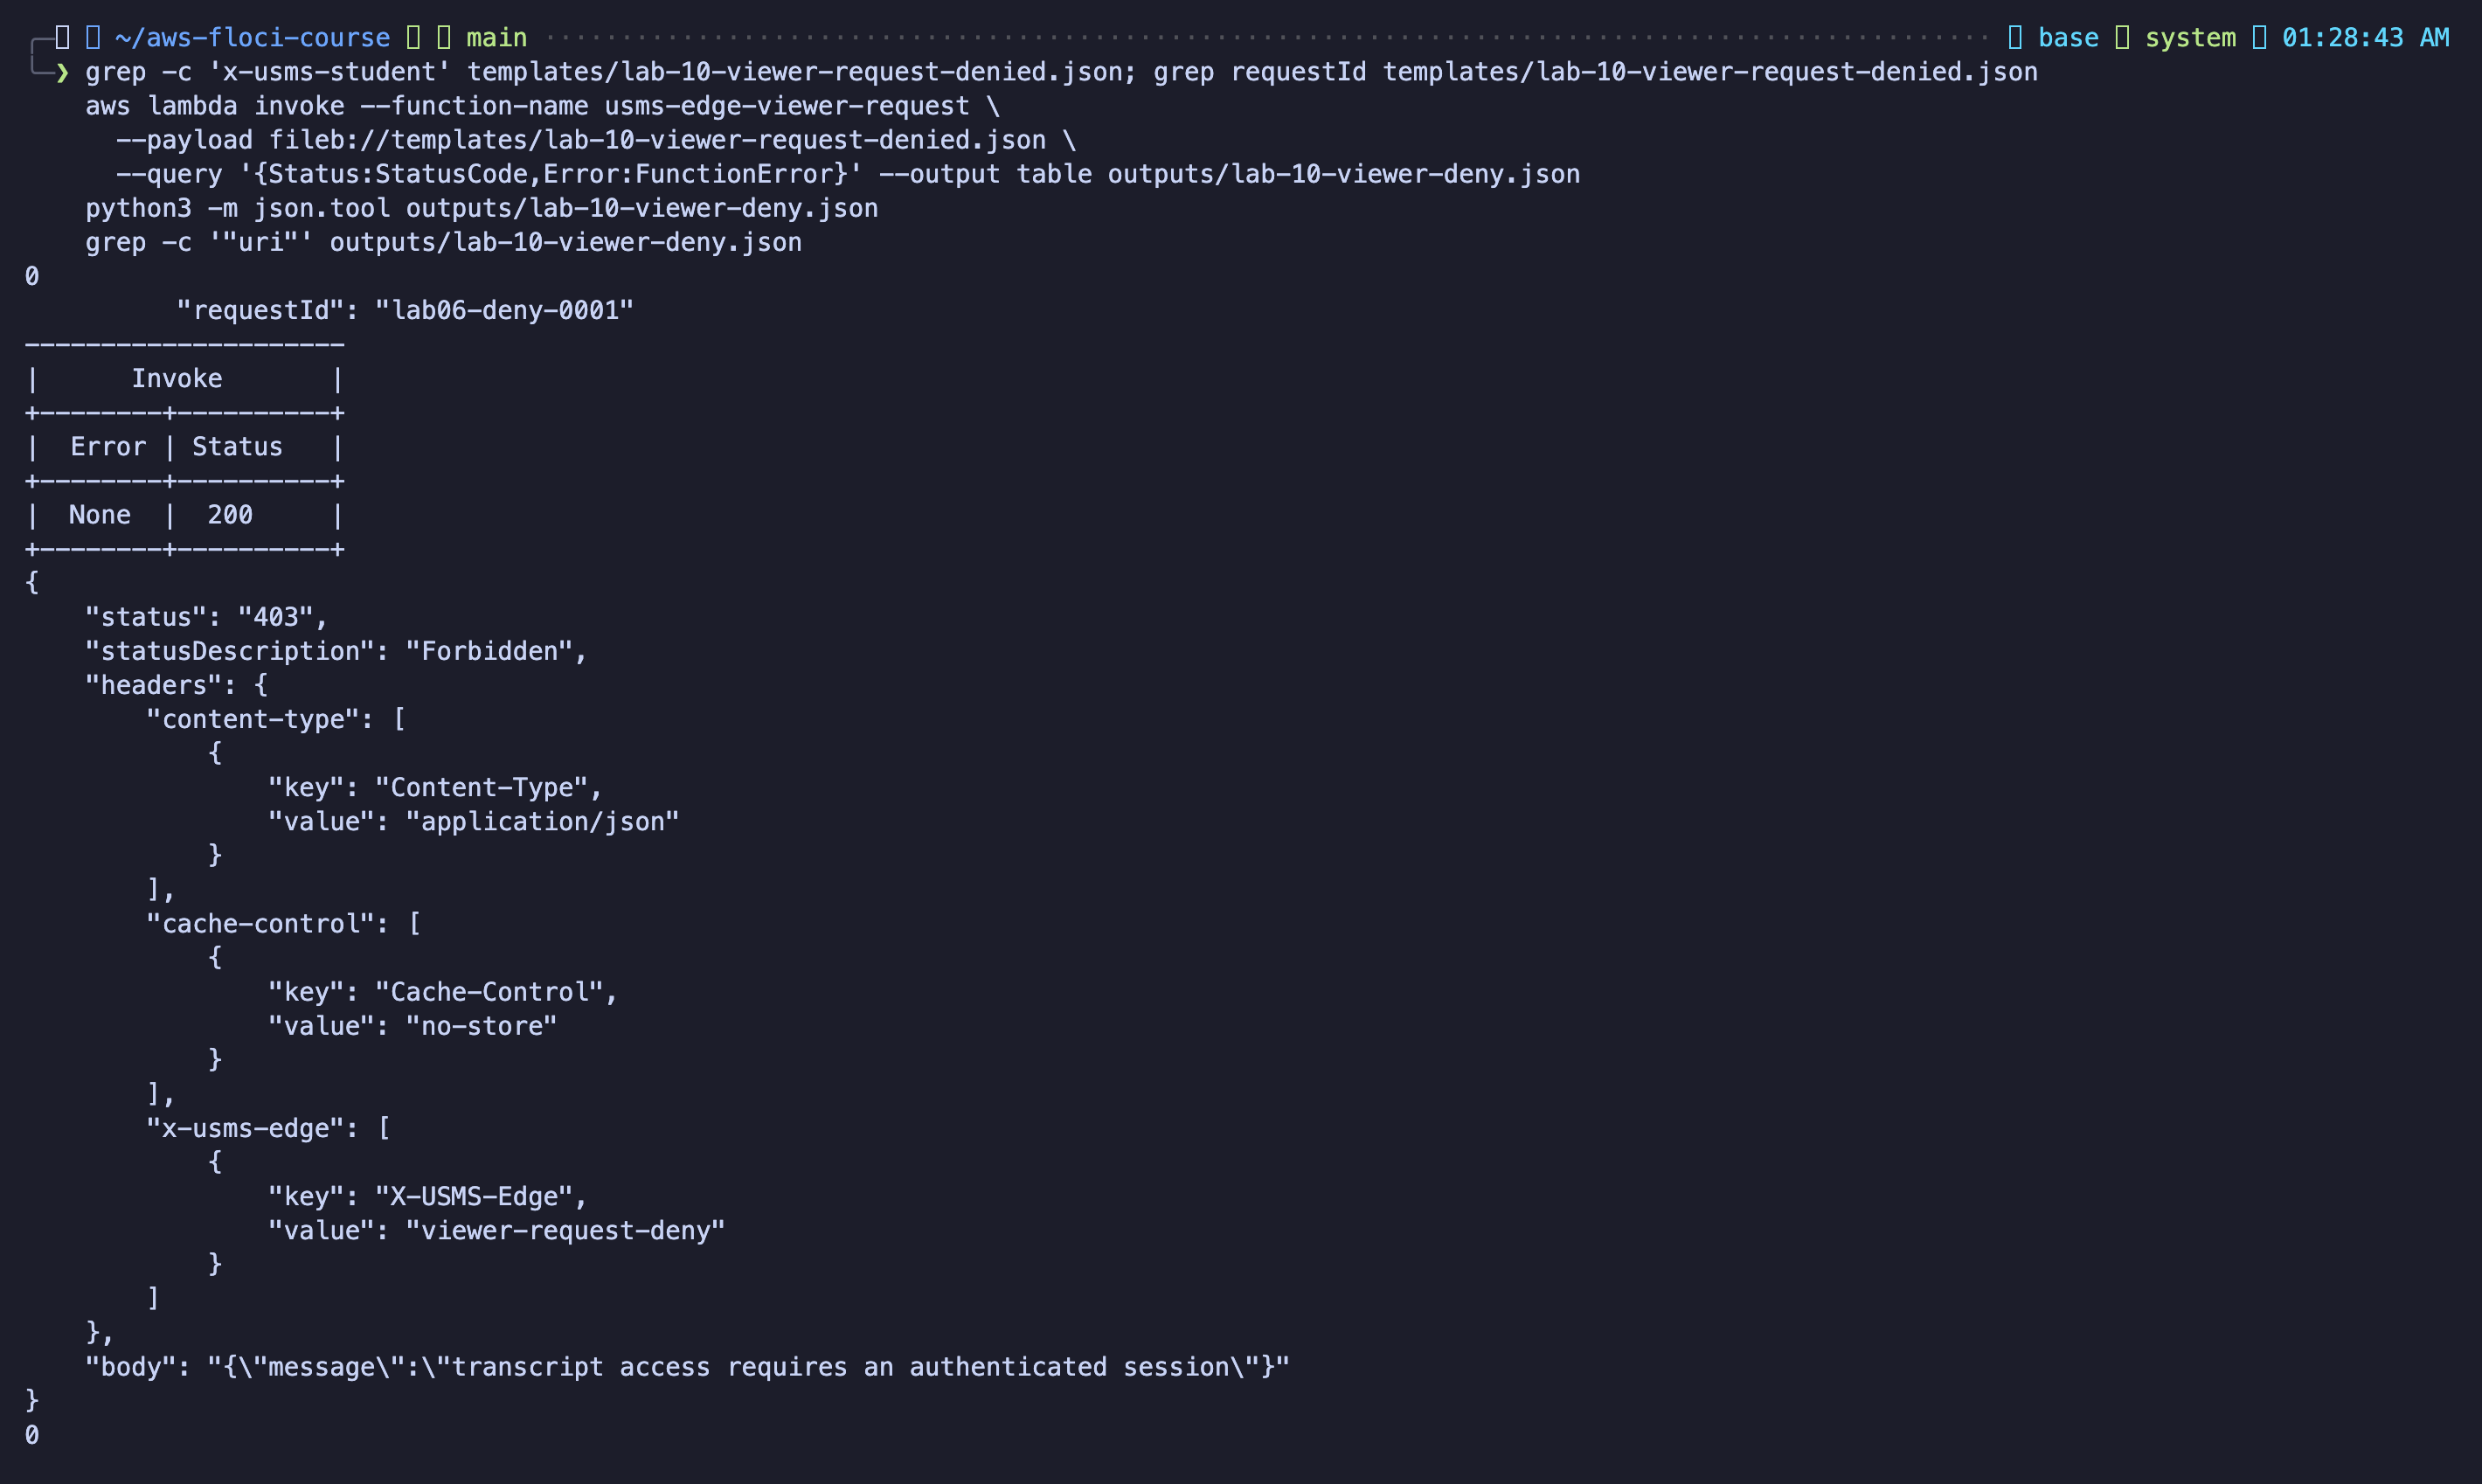 ~/aws-floci-course main base system 01:28:43 AM
❯ grep -c 'x-usms-student' templates/lab-10-viewer-request-denied.json; grep requestId templates/lab-10-viewer-request-denied.json
aws lambda invoke --function-name usms-edge-viewer-request \
--payload fileb://templates/lab-10-viewer-request-denied.json \
--query '{Status:StatusCode,Error:FunctionError}' --output table outputs/lab-10-viewer-deny.json
python3 -m json.tool outputs/lab-10-viewer-deny.json
grep -c '"uri"' outputs/lab-10-viewer-deny.json
0
"requestId": "lab06-deny-0001"
---------------------
|      Invoke       |
+--------+----------+
|  Error | Status   |
+--------+----------+
|  None  |  200     |
+--------+----------+
{
    "status": "403",
    "statusDescription": "Forbidden",
    "headers": {
        "content-type": [
            {
                "key": "Content-Type",
                "value": "application/json"
            }
        ],
        "cache-control": [
            {
                "key": "Cache-Control",
                "value": "no-store"
            }
        ],
        "x-usms-edge": [
            {
                "key": "X-USMS-Edge",
                "value": "viewer-request-deny"
            }
        ]
    },
    "body": "{\"message\":\"transcript access requires an authenticated session\"}"
}
0